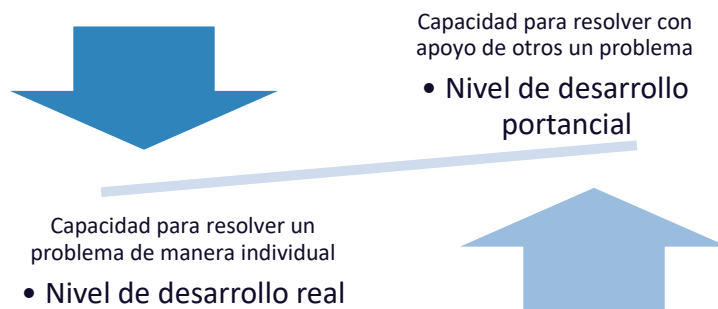 Capacidad para resolver con
apoyo de otros un problema
• Nivel de desarrollo
portancial
Capacidad para resolver un
problema de manera individual
• Nivel de desarrollo real